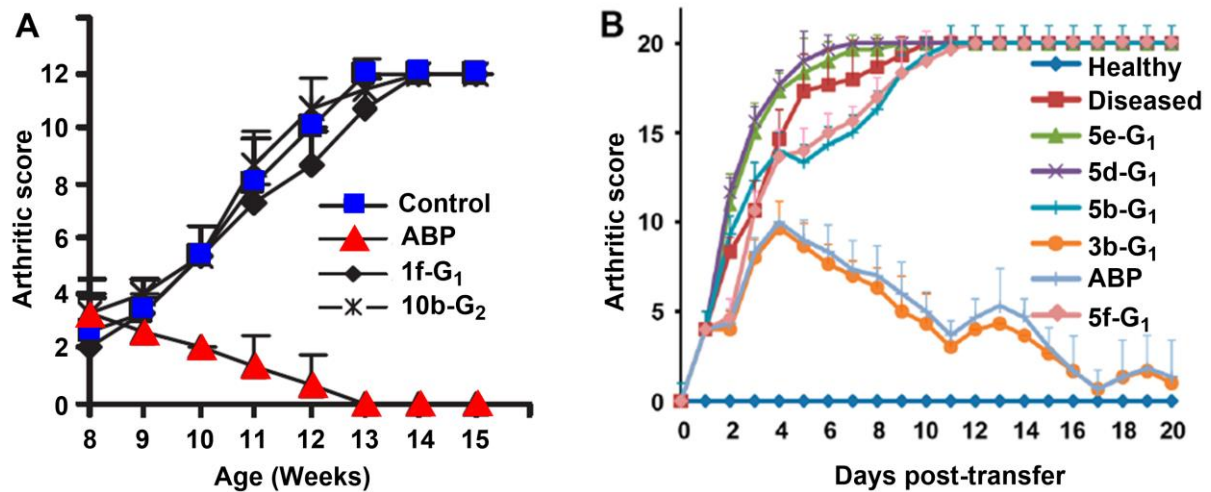 A
Arthritic score
12
10
8
6
4
2
0
8 9 10 11 12 13 14 15
Age (Weeks)
Control
ABP
1f-G₁
10b-G₂
B
Arthritic score
20
15
10
5
0
0 2 4 6 8 10 12 14 16 18 20
Days post-transfer
Healthy
Diseased
5e-G₁
5d-G₁
5b-G₁
3b-G₁
ABP
5f-G₁